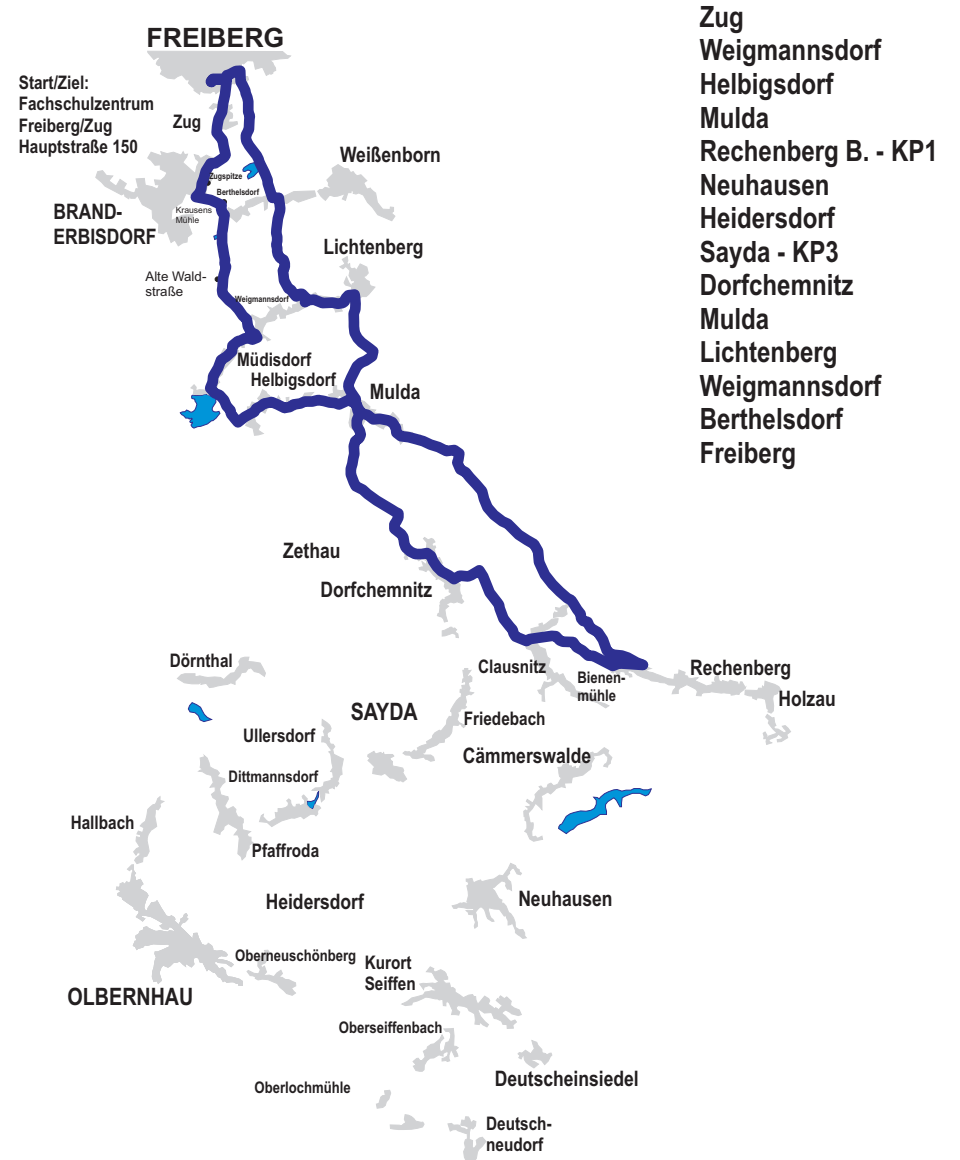 FREIBERG
Start/Ziel:
Fachschulzentrum
Freiberg/Zug
Hauptstraße 150
Zug
Weißenborn
Zugspitze
Berthelsdorf
BRAND-
ERBISDORF
Krausens
Mühle
Lichtenberg
Alte Wald-
straße
Weigmannsdorf
Müdisdorf
Helbigsdorf
Mulda
Zethau
Dorfchemnitz
Dörnthal
Clausnitz
Bienen-
mühle
Rechenberg
Holzau
SAYDA
Friedebach
Ullersdorf
Cämmerswalde
Dittmannsdorf
Hallbach
Pfaffroda
Heidersdorf
Neuhausen
Oberneuschönberg
Kurort
Seiffen
OLBERNHAU
Oberseiffenbach
Deutscheinsiedel
Oberlochmühle
Deutsch-
neudorf
Zug
Weigmannsdorf
Helbigsdorf
Mulda
Rechenberg B. - KP1
Neuhausen
Heidersdorf
Sayda - KP3
Dorfchemnitz
Mulda
Lichtenberg
Weigmannsdorf
Berthelsdorf
Freiberg